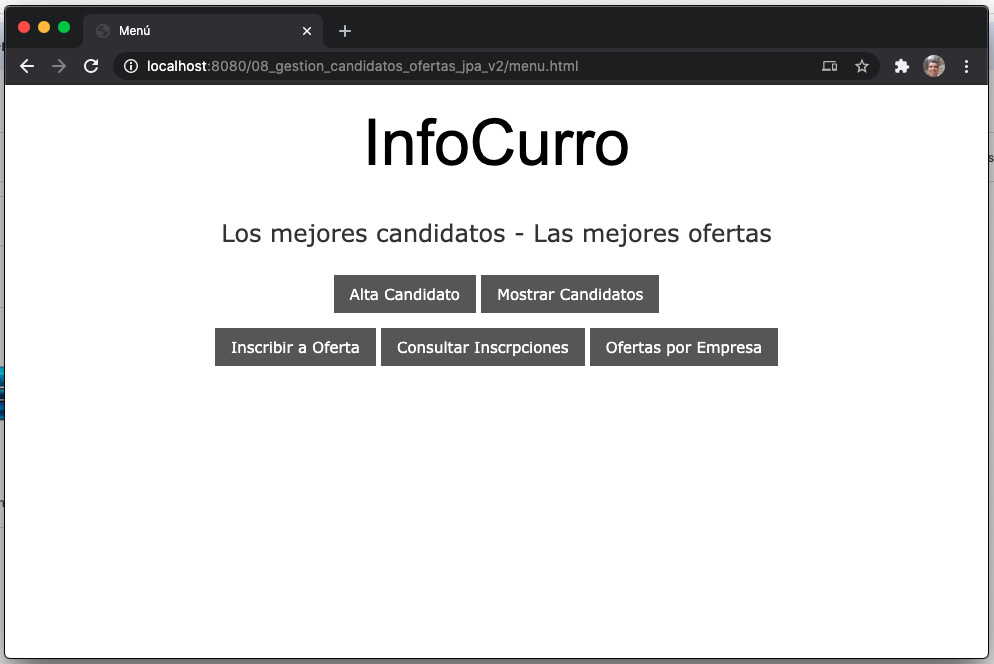 Menú
localhost:8080/08_gestion_candidatos_ofertas_jpa_v2/menu.html
InfoCurro
Los mejores candidatos - Las mejores ofertas
Alta Candidato Mostrar Candidatos
Inscribir a Oferta Consultar Inscrpciones Ofertas por Empresa